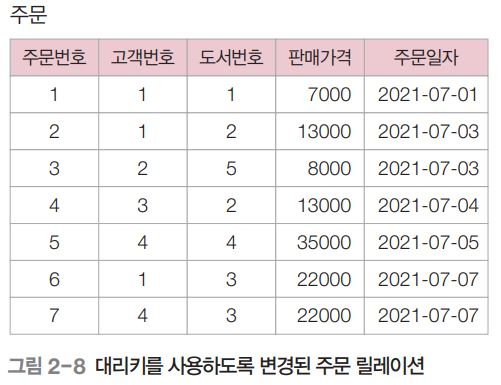 주문
주문번호 고객번호 도서번호 판매가격 주문일자
1 1 1 7000 2021-07-01
2 1 2 13000 2021-07-03
3 2 5 8000 2021-07-03
4 3 2 13000 2021-07-04
5 4 4 35000 2021-07-05
6 1 3 22000 2021-07-07
7 4 3 22000 2021-07-07
그림 2-8 대리키를 사용하도록 변경된 주문 릴레이션